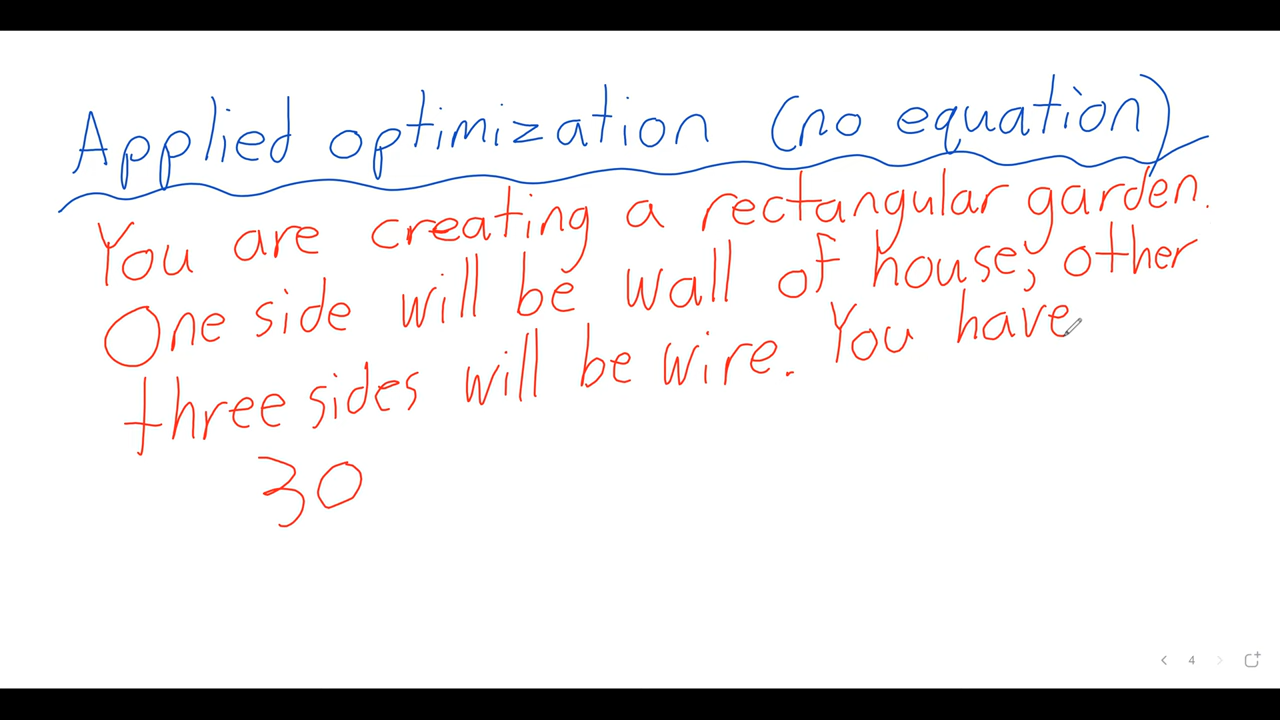 Applied optimization (no equation)
You are creating a rectangular garden.
One side will be wall of house, other
three sides will be wire. You have
30
4